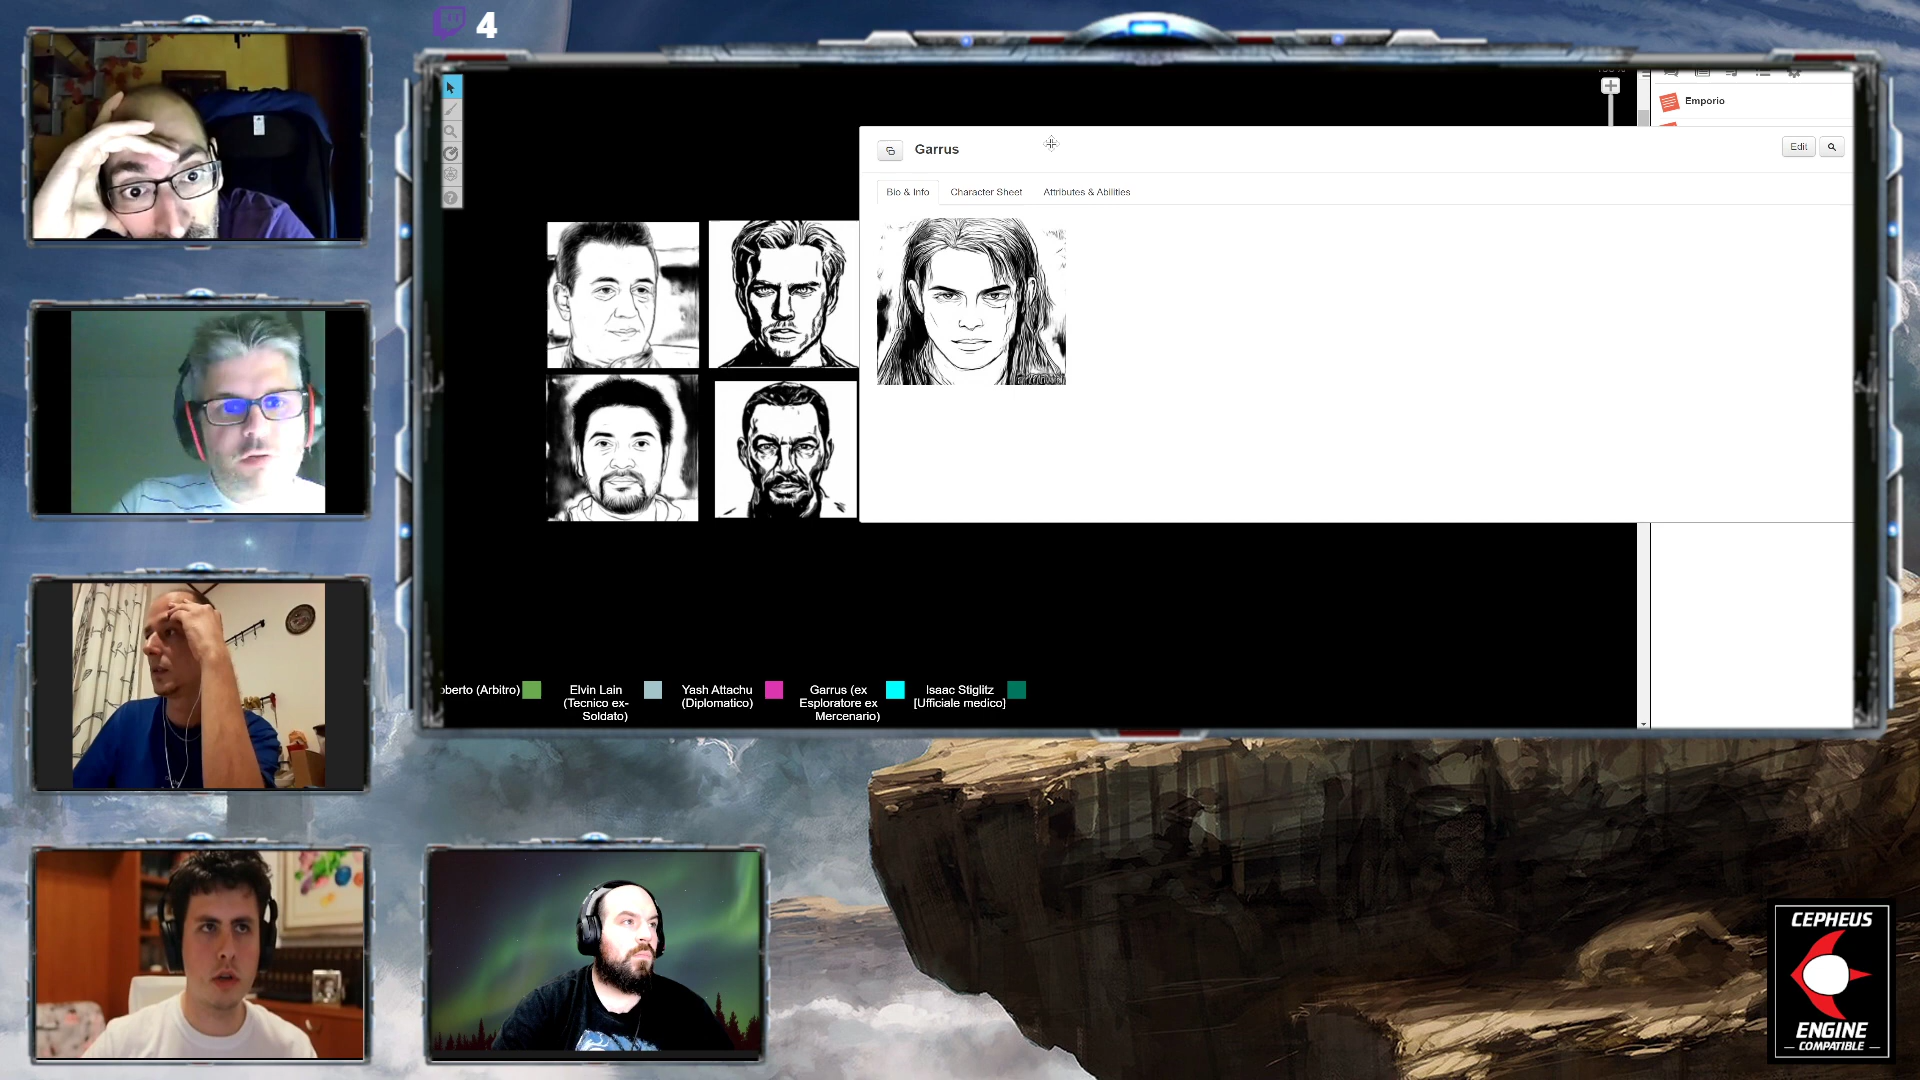 4
Emporio
Garrus
Edit
Bio & Info
Character Sheet
Attributes & Abilities
oberto (Arbitro)
Elvin Lain
(Tecnico ex-
Soldato)
Yash Attachu
(Diplomatico)
Garrus (ex
Esploratore ex
Mercenario)
Isaac Stiglitz
[Ufficiale medico]
CEPHEUS
ENGINE
— COMPATIBLE —